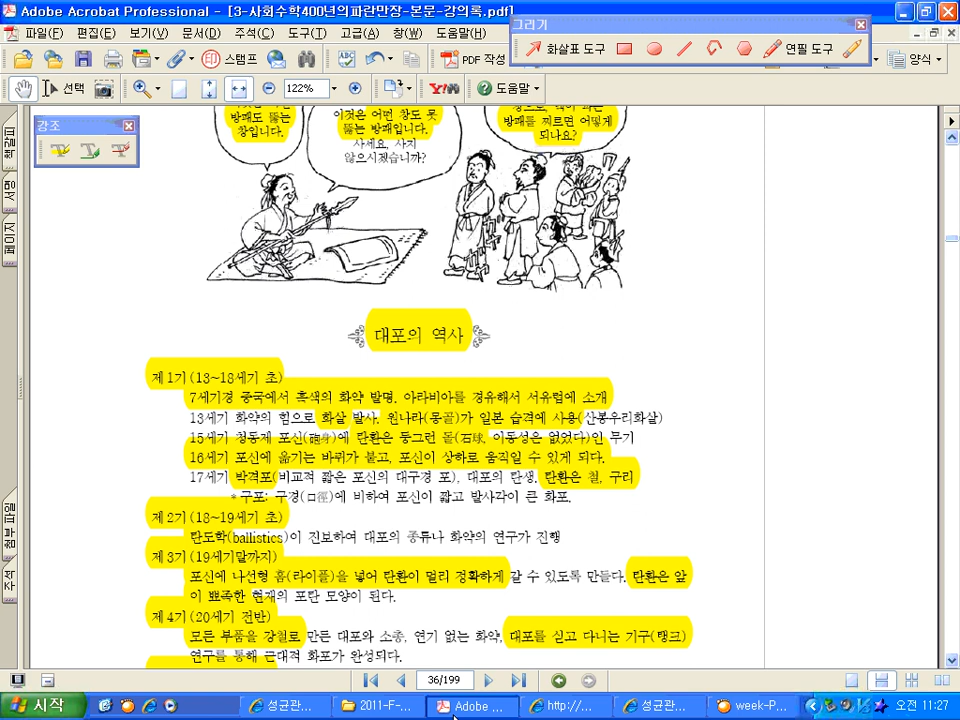 Adobe Acrobat Professional - [3-사회수학400년의파란만장-본문-강의록.pdf]
그리기
파일(F) 편집(E) 보기(V) 문서(D) 주석(C) 도구(T) 고급(A) 창(W) 도움말(H)
화살표 도구 연필 도구
스탬프 PDF 작성 양식
선택 122% Y! 도움말
강조
책갈피
서명
페이지
첨부 파일
주석
방패도 뚫는
창입니다.
이것은 어떤 창도 못
뚫는 방패입니다.
사세요, 사지
않으시겠습니까?
방패를 찌르면 어떻게
되나요?
대포의 역사
제1기(13~18세기 초)
7세기경 중국에서 흑색의 화약 발명, 아라비아를 경유해서 서유럽에 소개
13세기 화약의 힘으로 화살 발사. 원나라(몽골)가 일본 습격에 사용(산봉우리화살)
15세기 청동제 포신(砲身)에 탄환은 둥그런 돌(石球, 이동성은 없었다)인 무기
16세기 포신에 옮기는 바퀴가 붙고, 포신이 상하로 움직일 수 있게 되다.
17세기 박격포(비교적 짧은 포신의 대구경 포), 대포의 탄생. 탄환은 철, 구리
* 구포: 구경(口徑)에 비하여 포신이 짧고 발사각이 큰 화포.
제2기(18~19세기 초)
탄도학(ballistics)이 진보하여 대포의 종류나 화약의 연구가 진행
제3기(19세기말까지)
포신에 나선형 홈(라이플)을 넣어 탄환이 멀리 정확하게 갈 수 있도록 만들다. 탄환은 앞
이 뾰족한 현재의 포탄 모양이 된다.
제4기(20세기 전반)
모든 부품을 강철로 만든 대포와 소총, 연기 없는 화약, 대포를 싣고 다니는 기구(탱크)
연구를 통해 근대적 화포가 완성되다.
36/199
시작 성균관... 2011-F-... Adobe ... http://... 성균관... week-P... 오전 11:27